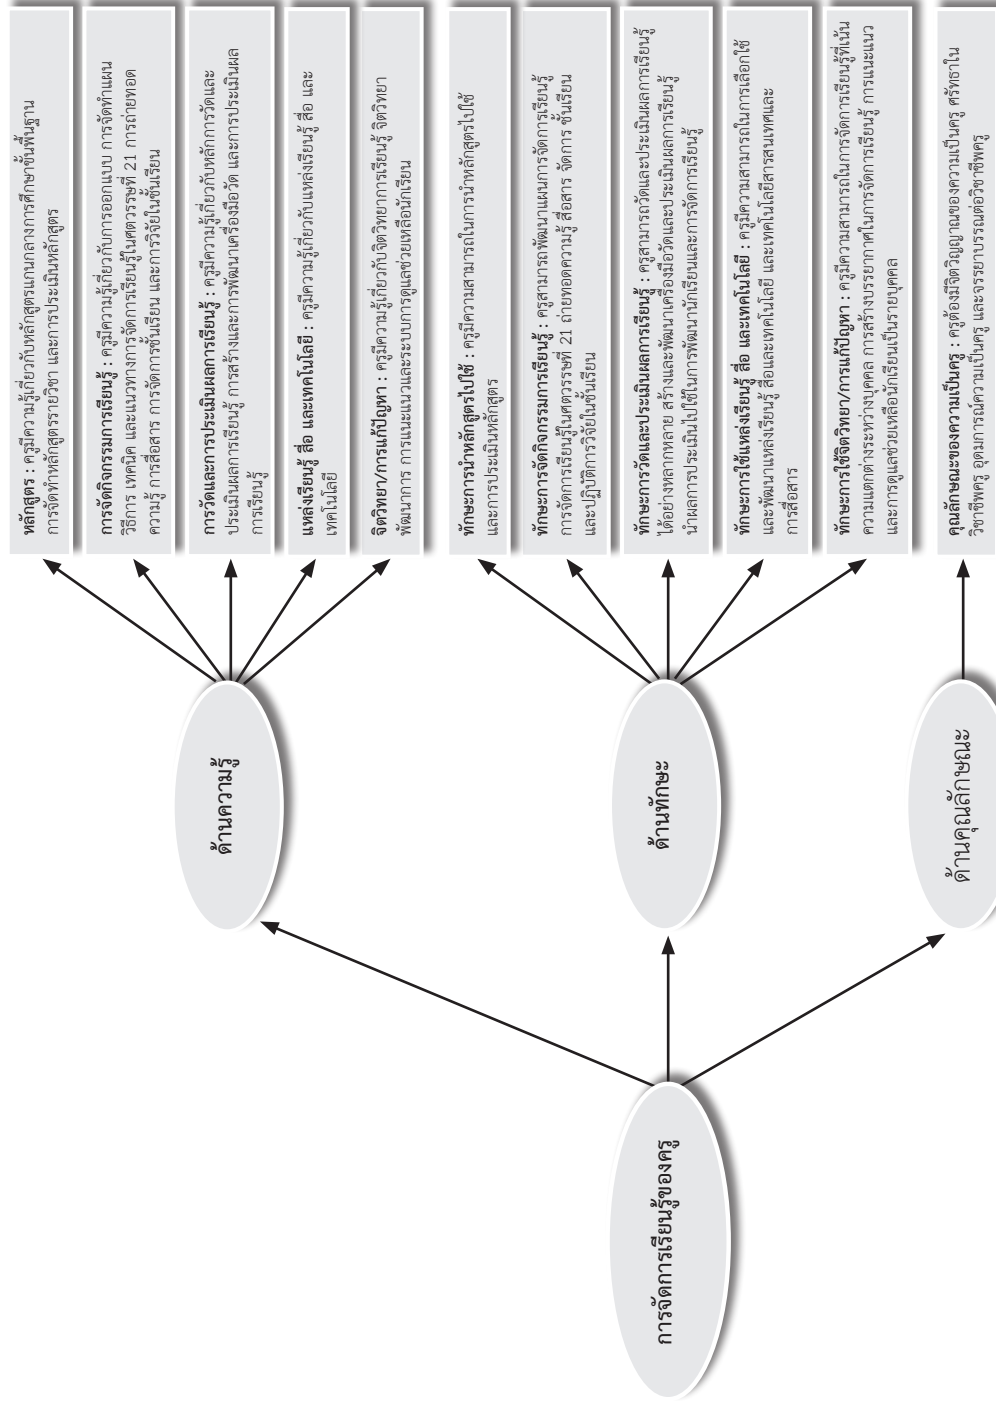 การจัดการเรียนรู้ของครู
ด้านความรู้
หลักสูตร : ครูมีความรู้เกี่ยวกับหลักสูตรแกนกลางการศึกษาขั้นพื้นฐาน
การจัดทำหลักสูตรรายวิชา และการประเมินหลักสูตร
การจัดกิจกรรมการเรียนรู้ : ครูมีความรู้เกี่ยวกับการออกแบบ การจัดทำแผน
วิธีการ เทคนิค และแนวทางการจัดการเรียนรู้ในศตวรรษที่ 21 การถ่ายทอด
ความรู้ การสื่อสาร การจัดการชั้นเรียน และการวิจัยในชั้นเรียน
การวัดและการประเมินผลการเรียนรู้ : ครูมีความรู้เกี่ยวกับหลักการวัดและ
ประเมินผลการเรียนรู้ การสร้างและการพัฒนาเครื่องมือวัด และการประเมินผล
การเรียนรู้
แหล่งเรียนรู้ สื่อ และเทคโนโลยี : ครูมีความรู้เกี่ยวกับแหล่งเรียนรู้ สื่อ และ
เทคโนโลยี
จิตวิทยา/การแก้ปัญหา : ครูมีความรู้เกี่ยวกับจิตวิทยาการเรียนรู้ จิตวิทยา
พัฒนาการ การแนะแนวและระบบการดูแลช่วยเหลือนักเรียน
ด้านทักษะ
ทักษะการนำหลักสูตรไปใช้ : ครูมีความสามารถในการนำหลักสูตรไปใช้
และการประเมินหลักสูตร
ทักษะการจัดกิจกรรมการเรียนรู้ : ครูสามารถพัฒนาแผนการจัดการเรียนรู้
การจัดการเรียนรู้ในศตวรรษที่ 21 ถ่ายทอดความรู้ สื่อสาร จัดการ ชั้นเรียน
และปฏิบัติการวิจัยในชั้นเรียน
ทักษะการวัดและประเมินผลการเรียนรู้ : ครูสามารถวัดและประเมินผลการเรียนรู้
ได้อย่างหลากหลาย สร้างและพัฒนาเครื่องมือวัดและประเมินผลการเรียนรู้
นำผลการประเมินไปใช้ในการพัฒนานักเรียนและการจัดการเรียนรู้
ทักษะการใช้แหล่งเรียนรู้ สื่อ และเทคโนโลยี : ครูมีความสามารถในการเลือกใช้
และพัฒนาแหล่งเรียนรู้ สื่อและเทคโนโลยี และเทคโนโลยีสารสนเทศและ
การสื่อสาร
ทักษะการใช้จิตวิทยา/การแก้ปัญหา : ครูมีความสามารถในการจัดการเรียนรู้ที่เน้น
ความแตกต่างระหว่างบุคคล การสร้างบรรยากาศในการจัดการเรียนรู้ การแนะแนว
และการดูแลช่วยเหลือนักเรียนเป็นรายบุคคล
ด้านคุณลักษณะ
คุณลักษณะของความเป็นครู : ครูต้องมีจิตวิญญาณของความเป็นครู ศรัทธาใน
วิชาชีพครู อุดมการณ์ความเป็นครู และจรรยาบรรณต่อวิชาชีพครู